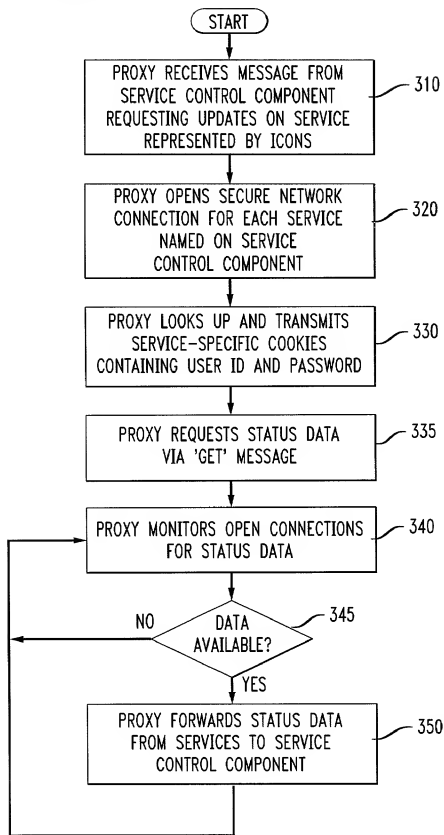 START
PROXY RECEIVES MESSAGE FROM
SERVICE CONTROL COMPONENT
REQUESTING UPDATES ON SERVICE
REPRESENTED BY ICONS
310
PROXY OPENS SECURE NETWORK
CONNECTION FOR EACH SERVICE
NAMED ON SERVICE
CONTROL COMPONENT
320
PROXY LOOKS UP AND TRANSMITS
SERVICE-SPECIFIC COOKIES
CONTAINING USER ID AND PASSWORD
330
PROXY REQUESTS STATUS DATA
VIA 'GET' MESSAGE
335
PROXY MONITORS OPEN CONNECTIONS
FOR STATUS DATA
340
NO
DATA
AVAILABLE?
345
YES
PROXY FORWARDS STATUS DATA
FROM SERVICES TO SERVICE
CONTROL COMPONENT
350